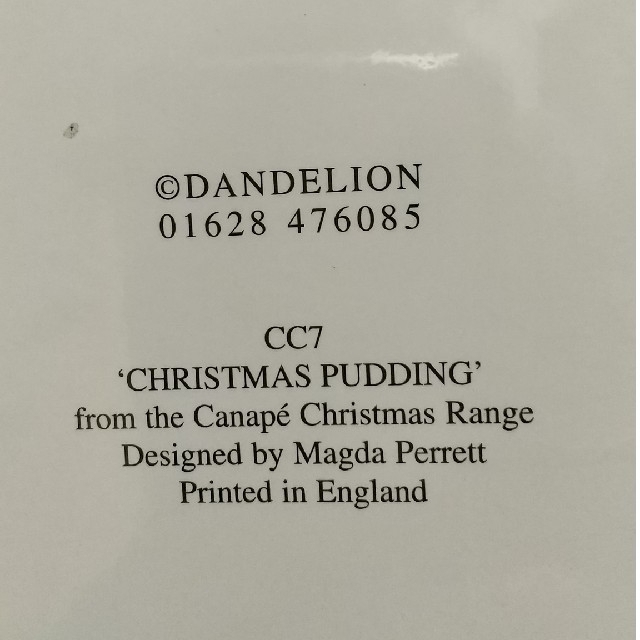 ©DANDELION
01628 476085
CC7
‘CHRISTMAS PUDDING’
from the Canapé Christmas Range
Designed by Magda Perrett
Printed in England